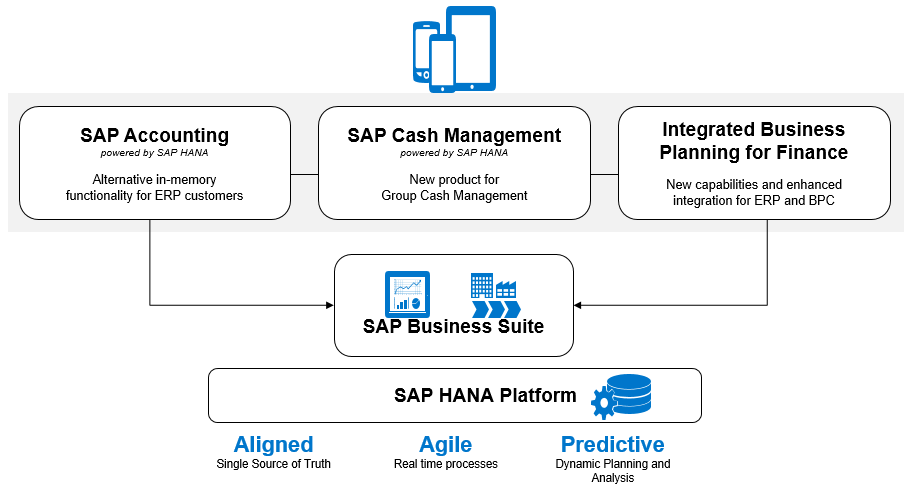 SAP Accounting
powered by SAP HANA
Alternative in-memory
functionality for ERP customers
SAP Cash Management
powered by SAP HANA
New product for
Group Cash Management
Integrated Business
Planning for Finance
New capabilities and enhanced
integration for ERP and BPC
SAP Business Suite
SAP HANA Platform
Aligned
Single Source of Truth
Agile
Real time processes
Predictive
Dynamic Planning and
Analysis